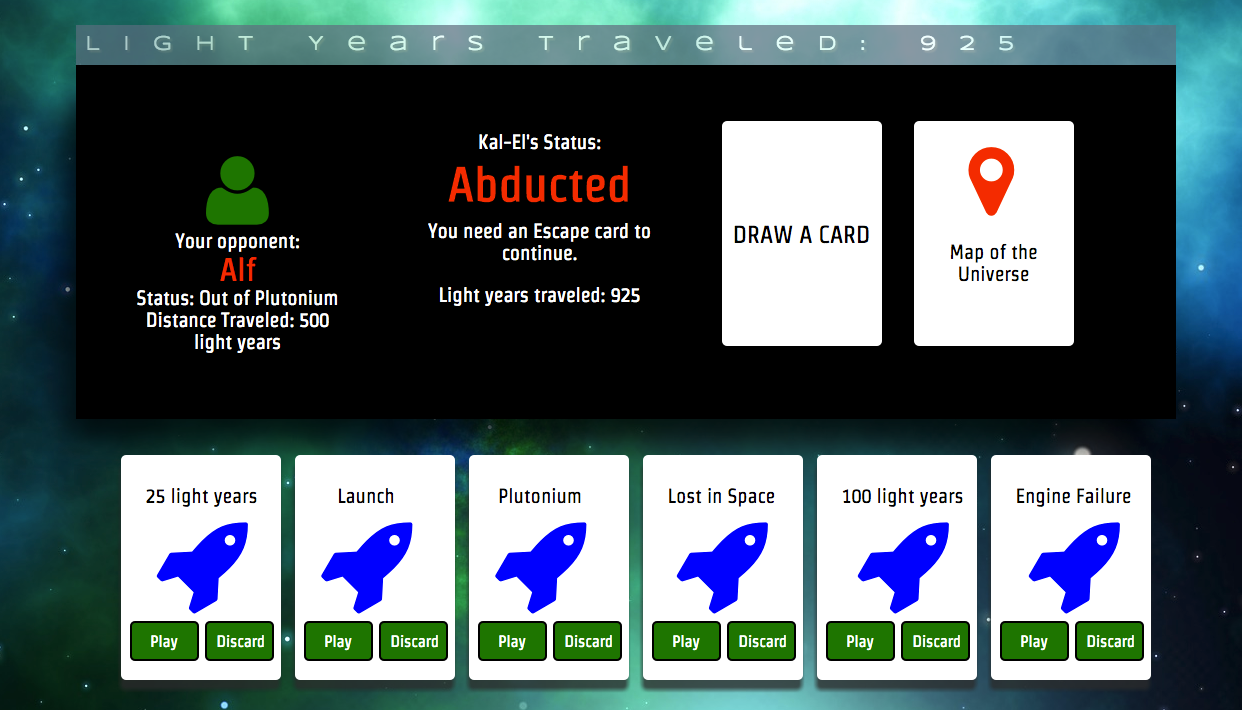 Light Years Traveled: 925
Your opponent:
Alf
Status: Out of Plutonium
Distance Traveled: 500
light years
Kal-El's Status:
Abducted
You need an Escape card to
continue.
Light years traveled: 925
DRAW A CARD
Map of the
Universe
25 light years
Play Discard
Launch
Play Discard
Plutonium
Play Discard
Lost in Space
Play Discard
100 light years
Play Discard
Engine Failure
Play Discard